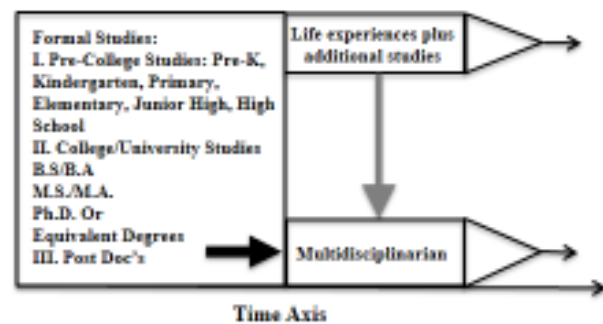 Formal Studies:
I. Pre-College Studies: Pre-K,
Kindergarten, Primary,
Elementary, Junior High, High
School
II. College/University Studies
B.S/B.A
M.S./M.A.
Ph.D. Or
Equivalent Degrees
III. Post Doc's
Life experiences plus
additional studies
Multidisciplinarian
Time Axis